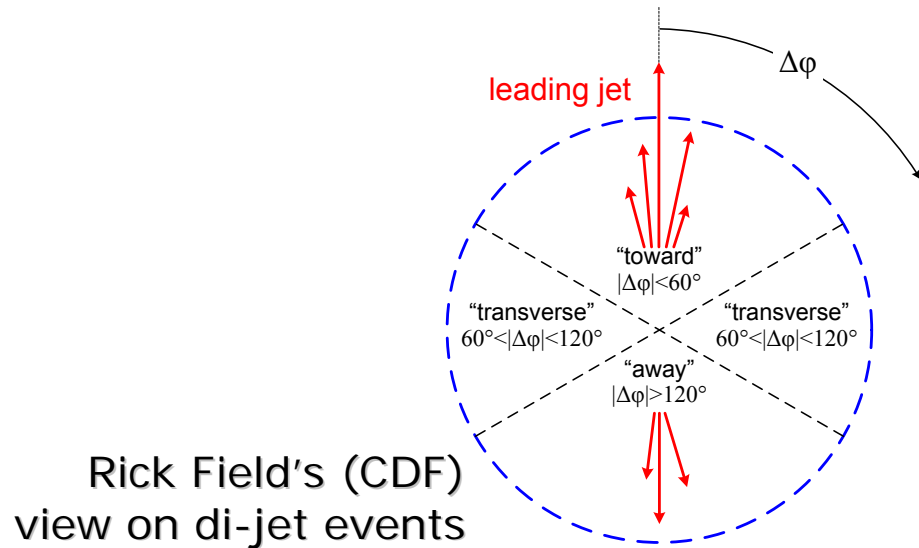 Δφ
leading jet
“toward”
|Δφ|<60°
“transverse”
60°<|Δφ|<120°
“transverse”
60°<|Δφ|<120°
“away”
|Δφ|>120°
Rick Field's (CDF)
view on di-jet events